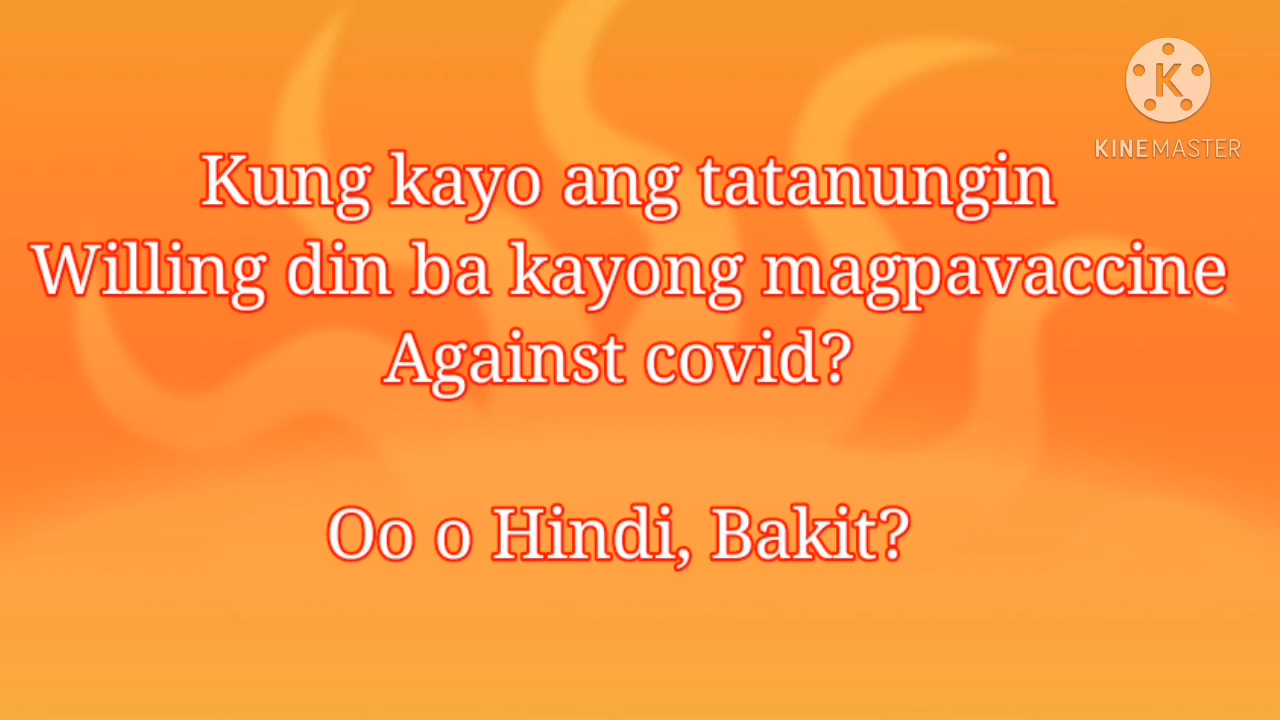 K
KINEMASTER
Kung kayo ang tatanungin
Willing din ba kayong magpavaccine
Against covid?
Oo o Hindi, Bakit?